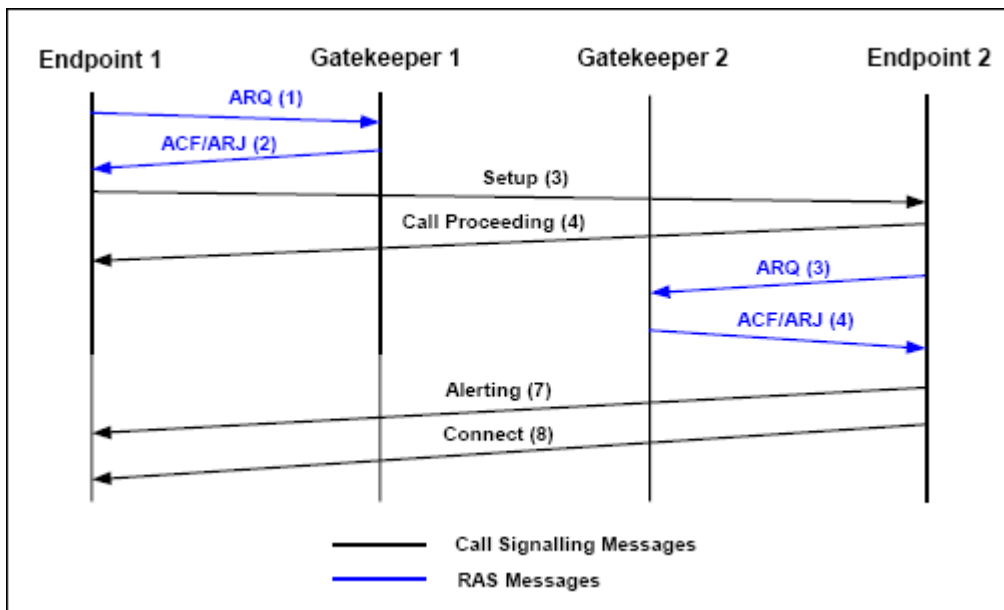 Endpoint 1 Gatekeeper 1 Gatekeeper 2 Endpoint 2
ARQ (1)
ACF/ARJ (2)
Setup (3)
Call Proceeding (4)
ARQ (3)
ACF/ARJ (4)
Alerting (7)
Connect (8)
Call Signalling Messages
RAS Messages